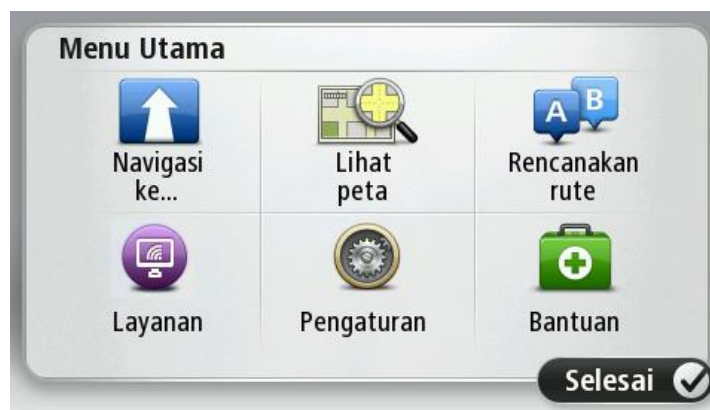 Menu Utama
Navigasi
ke...
Lihat
peta
Rencanakan
rute
A
B
Layanan
Pengaturan
Bantuan
Selesai